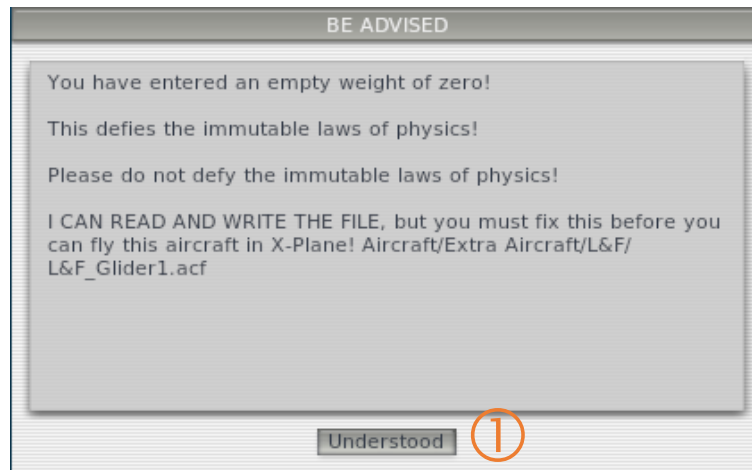 BE ADVISED
You have entered an empty weight of zero!
This defies the immutable laws of physics!
Please do not defy the immutable laws of physics!
I CAN READ AND WRITE THE FILE, but you must fix this before you
can fly this aircraft in X-Plane! Aircraft/Extra Aircraft/L&F/
L&F_Glider1.acf
Understood ①